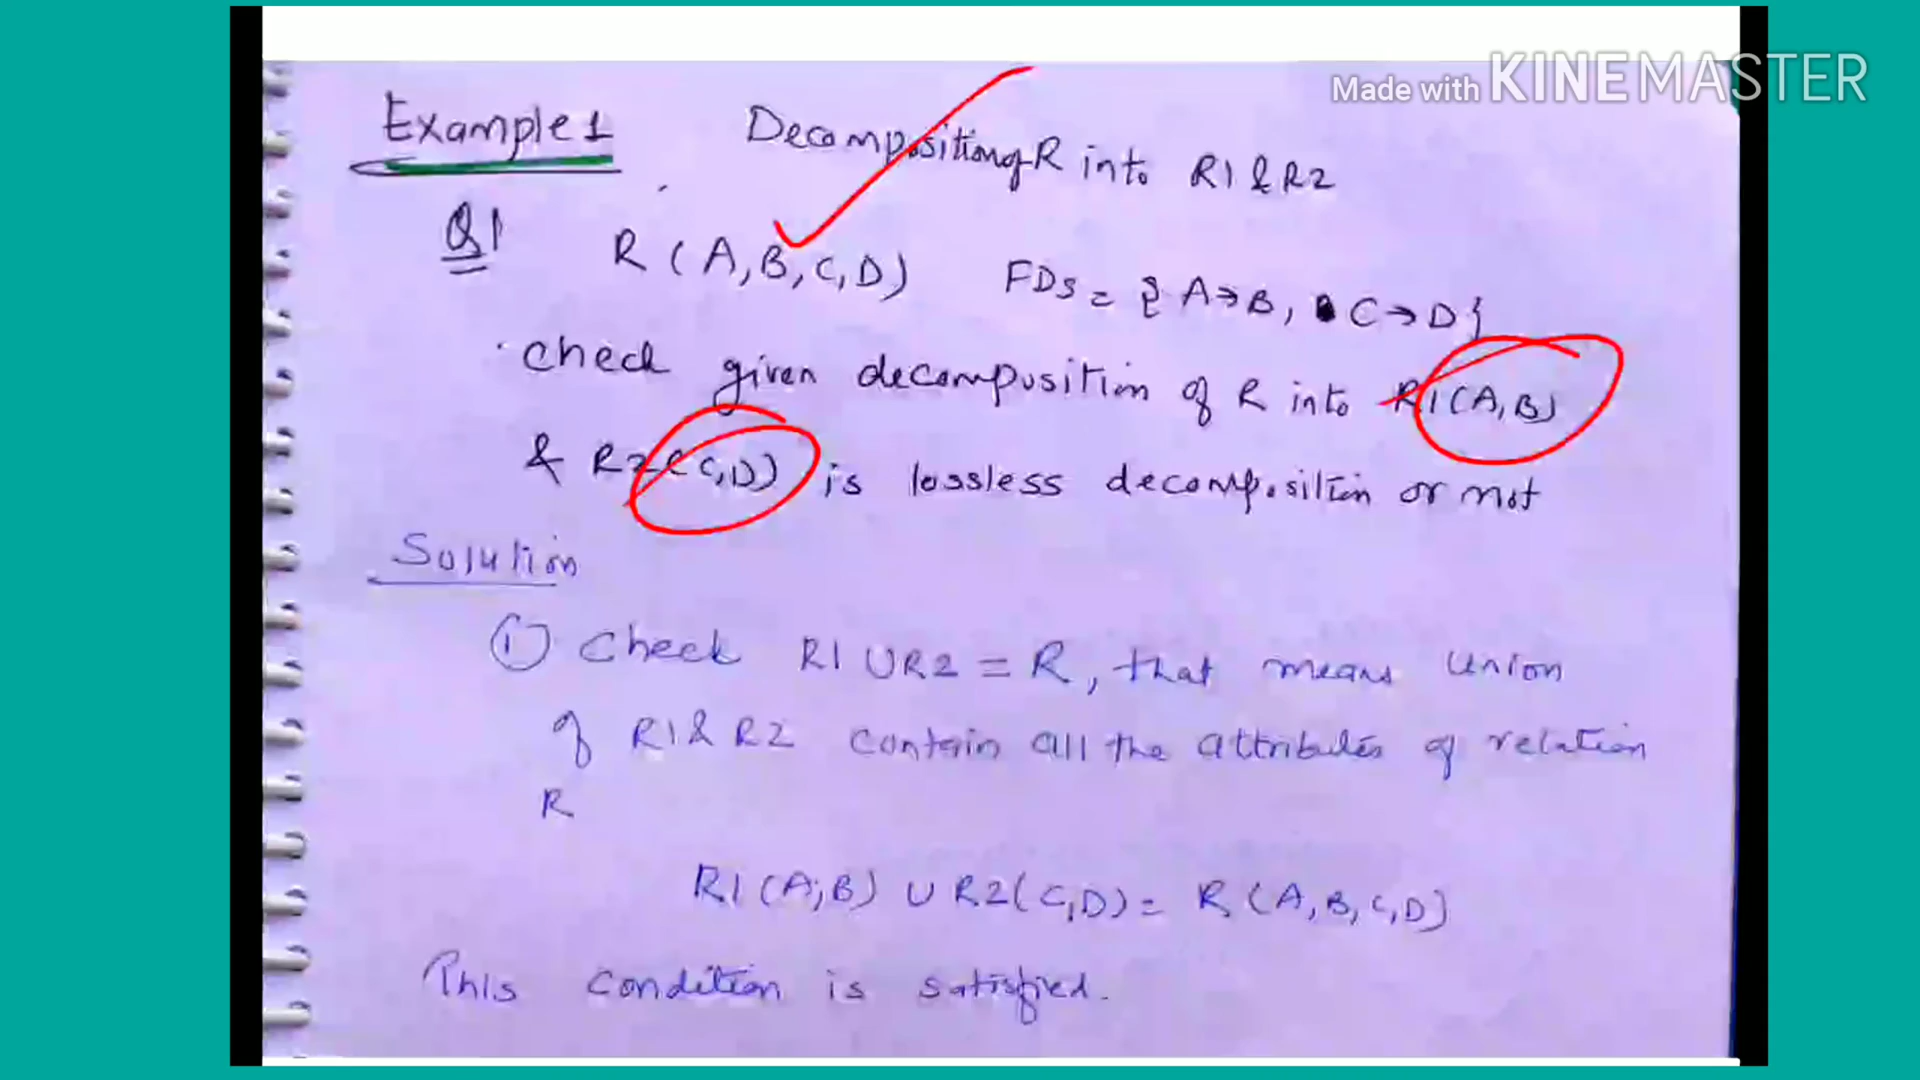 Made with KINEMASTER
Example 1 Decomposition of R into R1 & R2
Q1 R (A, B, C, D) FDs = { A → B, C → D }
check given decomposition of R into R1 (A, B)
& R2 (C, D) is lossless decomposition or not
Solution
① Check R1 ∪ R2 = R, that means union
of R1 & R2 contain all the attributes of relation
R
R1 (A, B) ∪ R2 (C, D) = R (A, B, C, D)
This condition is satisfied.